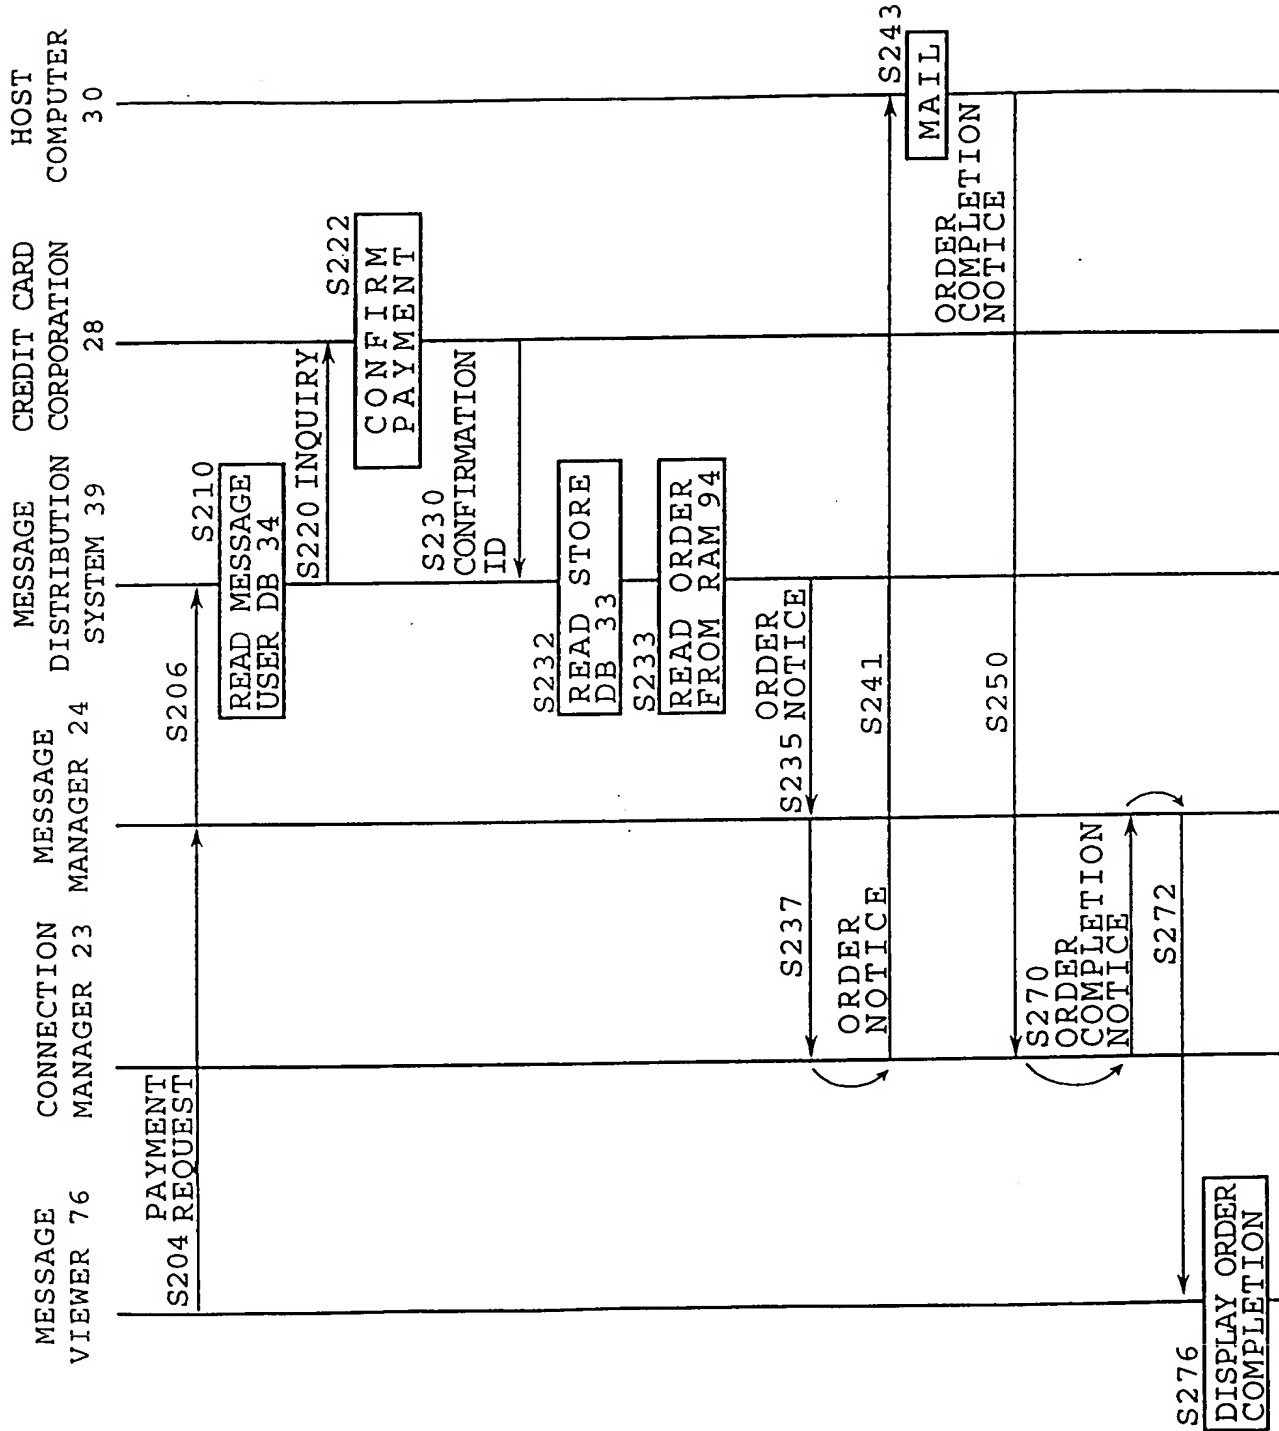 MESSAGE
VIEWER 76
CONNECTION
MANAGER 23
MESSAGE
MANAGER 24
MESSAGE
DISTRIBUTION
SYSTEM 39
CREDIT CARD
CORPORATION
28
HOST
COMPUTER
30
PAYMENT
S204 REQUEST
S206
S210
READ MESSAGE
USER DB 34
S220 INQUIRY
S222
CONFIRM
PAYMENT
S230
CONFIRMATION
ID
S232
READ STORE
DB 33
S233
READ ORDER
FROM RAM 94
ORDER
S235 NOTICE
S237
ORDER
NOTICE
S241
S243
MAIL
ORDER
COMPLETION
NOTICE
S250
S270
ORDER
COMPLETION
NOTICE
S272
S276
DISPLAY ORDER
COMPLETION